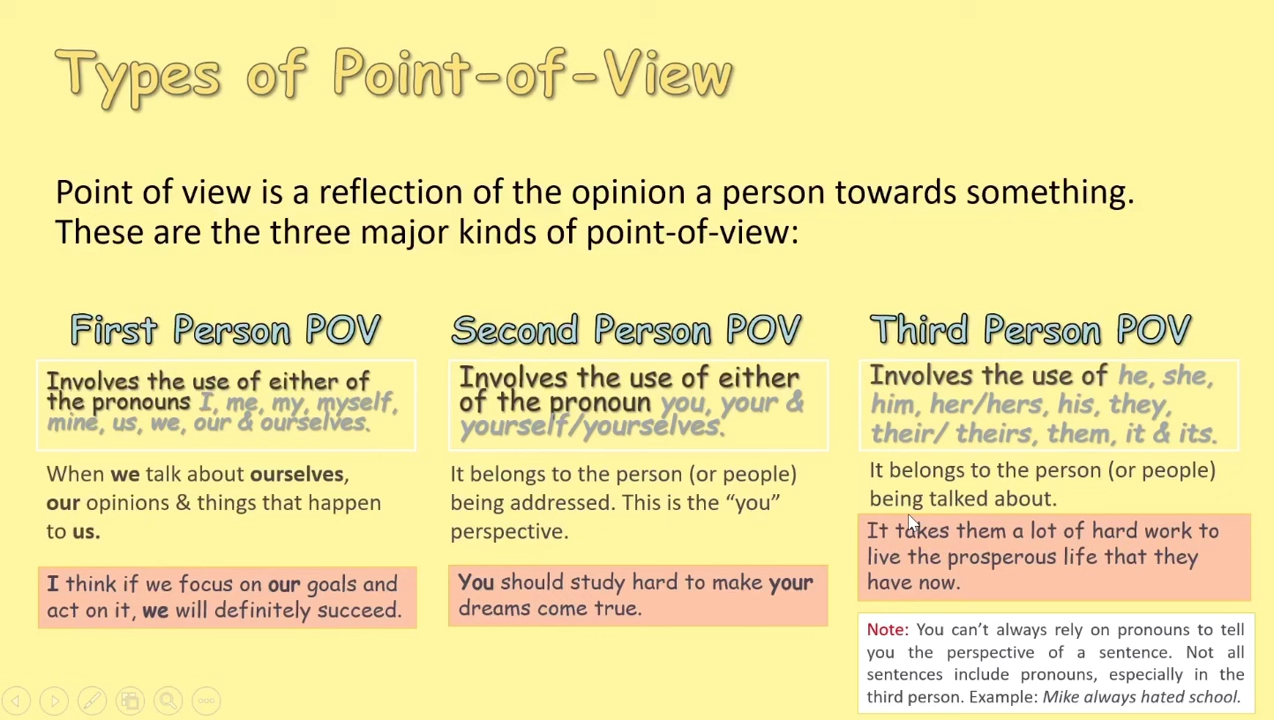 Types of Point-of-View
Point of view is a reflection of the opinion a person towards something.
These are the three major kinds of point-of-view:
First Person POV
Involves the use of either of
the pronouns I, me, my, myself,
mine, us, we, our & ourselves.
When we talk about ourselves,
our opinions & things that happen
to us.
I think if we focus on our goals and
act on it, we will definitely succeed.
Second Person POV
Involves the use of either
of the pronoun you, your &
yourself/yourselves.
It belongs to the person (or people)
being addressed. This is the “you”
perspective.
You should study hard to make your
dreams come true.
Third Person POV
Involves the use of he, she,
him, her/hers, his, they,
their/ theirs, them, it & its.
It belongs to the person (or people)
being talked about.
It takes them a lot of hard work to
live the prosperous life that they
have now.
Note: You can’t always rely on pronouns to tell
you the perspective of a sentence. Not all
sentences include pronouns, especially in the
third person. Example: Mike always hated school.